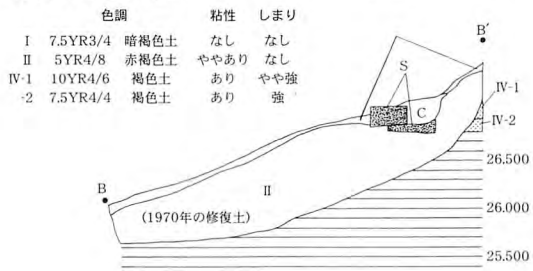 色調 粘性 しまり
I 7.5YR3/4 暗褐色土 なし なし
II 5YR4/8 赤褐色土 ややあり なし
IV-1 10YR4/6 褐色土 あり やや強
-2 7.5YR4/4 褐色土 あり 強
B′
S
C
IV-1
IV-2
26.500
B
II
(1970年の修復土)
26.000
25.500